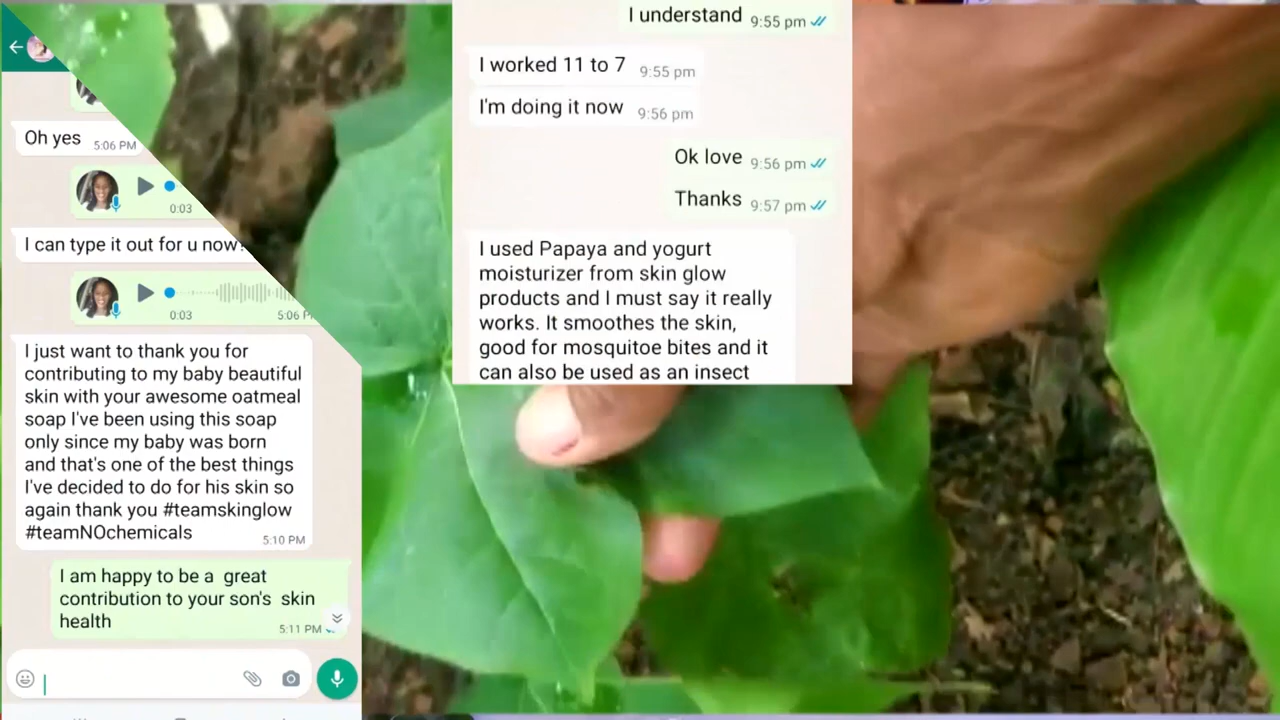 Oh yes
5:06 PM
0:03
I can type it out for u now
0:03
5:06 P
I just want to thank you for
contributing to my baby beautiful
skin with your awesome oatmeal
soap I've been using this soap
only since my baby was born
and that's one of the best things
I've decided to do for his skin so
again thank you #teamskinglow
#teamNOchemicals
5:10 PM
I am happy to be a great
contribution to your son's skin
health
5:11 PM
I understand
9:55 pm
I worked 11 to 7
9:55 pm
I'm doing it now
9:56 pm
Ok love
9:56 pm
Thanks
9:57 pm
I used Papaya and yogurt
moisturizer from skin glow
products and I must say it really
works. It smoothes the skin,
good for mosquitoe bites and it
can also be used as an insect